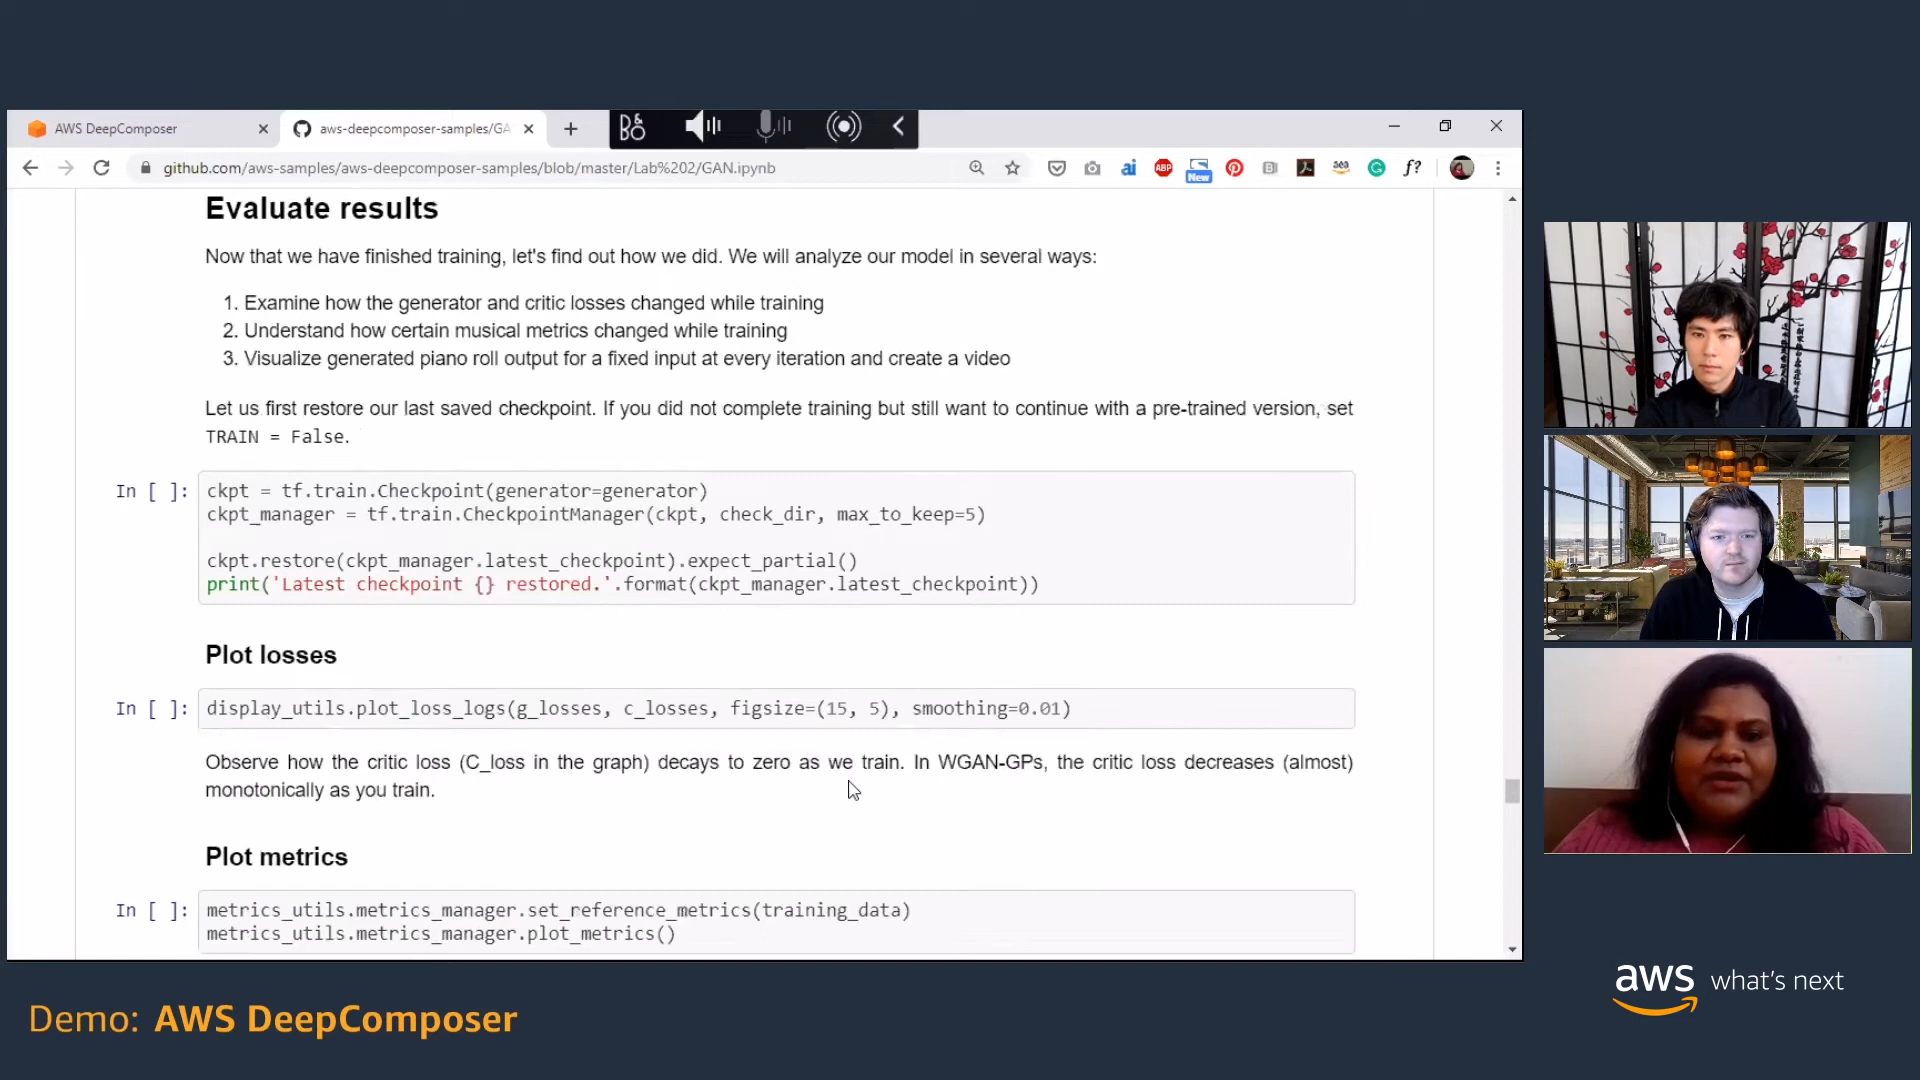 AWS DeepComposer
aws-deepcomposer-samples/GA
B&O
github.com/aws-samples/aws-deepcomposer-samples/blob/master/Lab%202/GAN.ipynb
ai
ABP
New
f?
Evaluate results
Now that we have finished training, let's find out how we did. We will analyze our model in several ways:
1. Examine how the generator and critic losses changed while training
2. Understand how certain musical metrics changed while training
3. Visualize generated piano roll output for a fixed input at every iteration and create a video
Let us first restore our last saved checkpoint. If you did not complete training but still want to continue with a pre-trained version, set
TRAIN = False.
In [ ]: ckpt = tf.train.Checkpoint(generator=generator)
ckpt_manager = tf.train.CheckpointManager(ckpt, check_dir, max_to_keep=5)
ckpt.restore(ckpt_manager.latest_checkpoint).expect_partial()
print('Latest checkpoint {} restored.'.format(ckpt_manager.latest_checkpoint))
Plot losses
In [ ]: display_utils.plot_loss_logs(g_losses, c_losses, figsize=(15, 5), smoothing=0.01)
Observe how the critic loss (C_loss in the graph) decays to zero as we train. In WGAN-GPs, the critic loss decreases (almost)
monotonically as you train.
Plot metrics
In [ ]: metrics_utils.metrics_manager.set_reference_metrics(training_data)
metrics_utils.metrics_manager.plot_metrics()
aws what's next
Demo: AWS DeepComposer